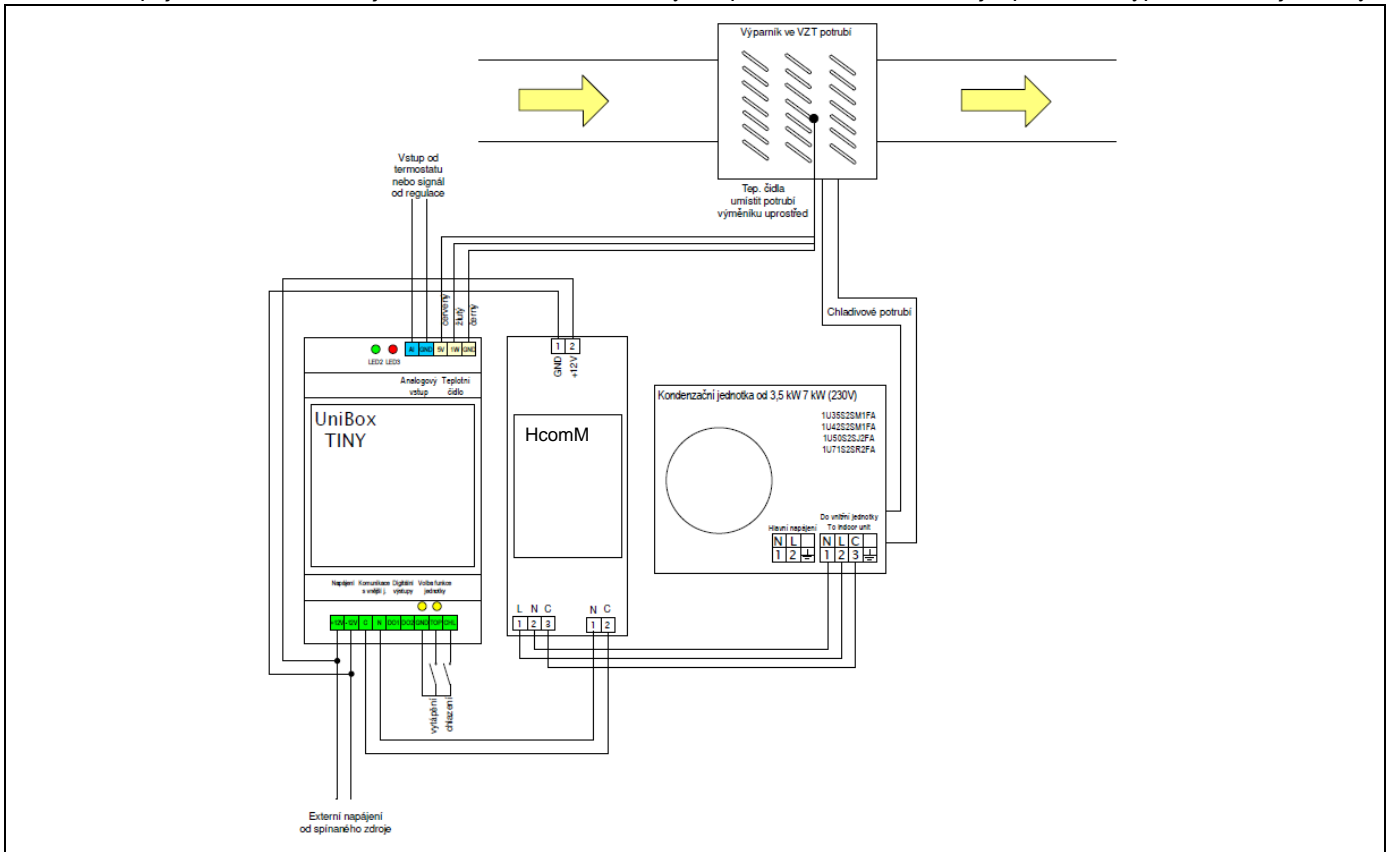 Výparník ve VZT potrubí
Vstup od
termostatu
nebo signál
od regulace
Tep. čidla
umístit potrubí
výměníku uprostřed
červený
žlutý
černý
Chladivové potrubí
LED2 LED3
AI GND 5V 1W GND
Analogový
vstup
Teplotní
čidlo
UniBox
TINY
1 2
GND
+12V
HcomM
Kondenzační jednotka od 3,5 kW 7 kW (230V)
1U35S2SM1FA
1U42S2SM1FA
1U50S2SJ2FA
1U71S2SR2FA
Hlavní napájení
N L
1 2
Do vnitřní jednotky
To indoor unit
N L C
1 2 3
Napájení
Komunikace
s vnější j.
Digitální
výstupy
Volba funkce
jednotky
+12V -12V C N DO1 DO2 GND TOP CHL
L N C
1 2 3
N C
1 2
vytápění
chlazení
Externí napájení
od spínaného zdroje